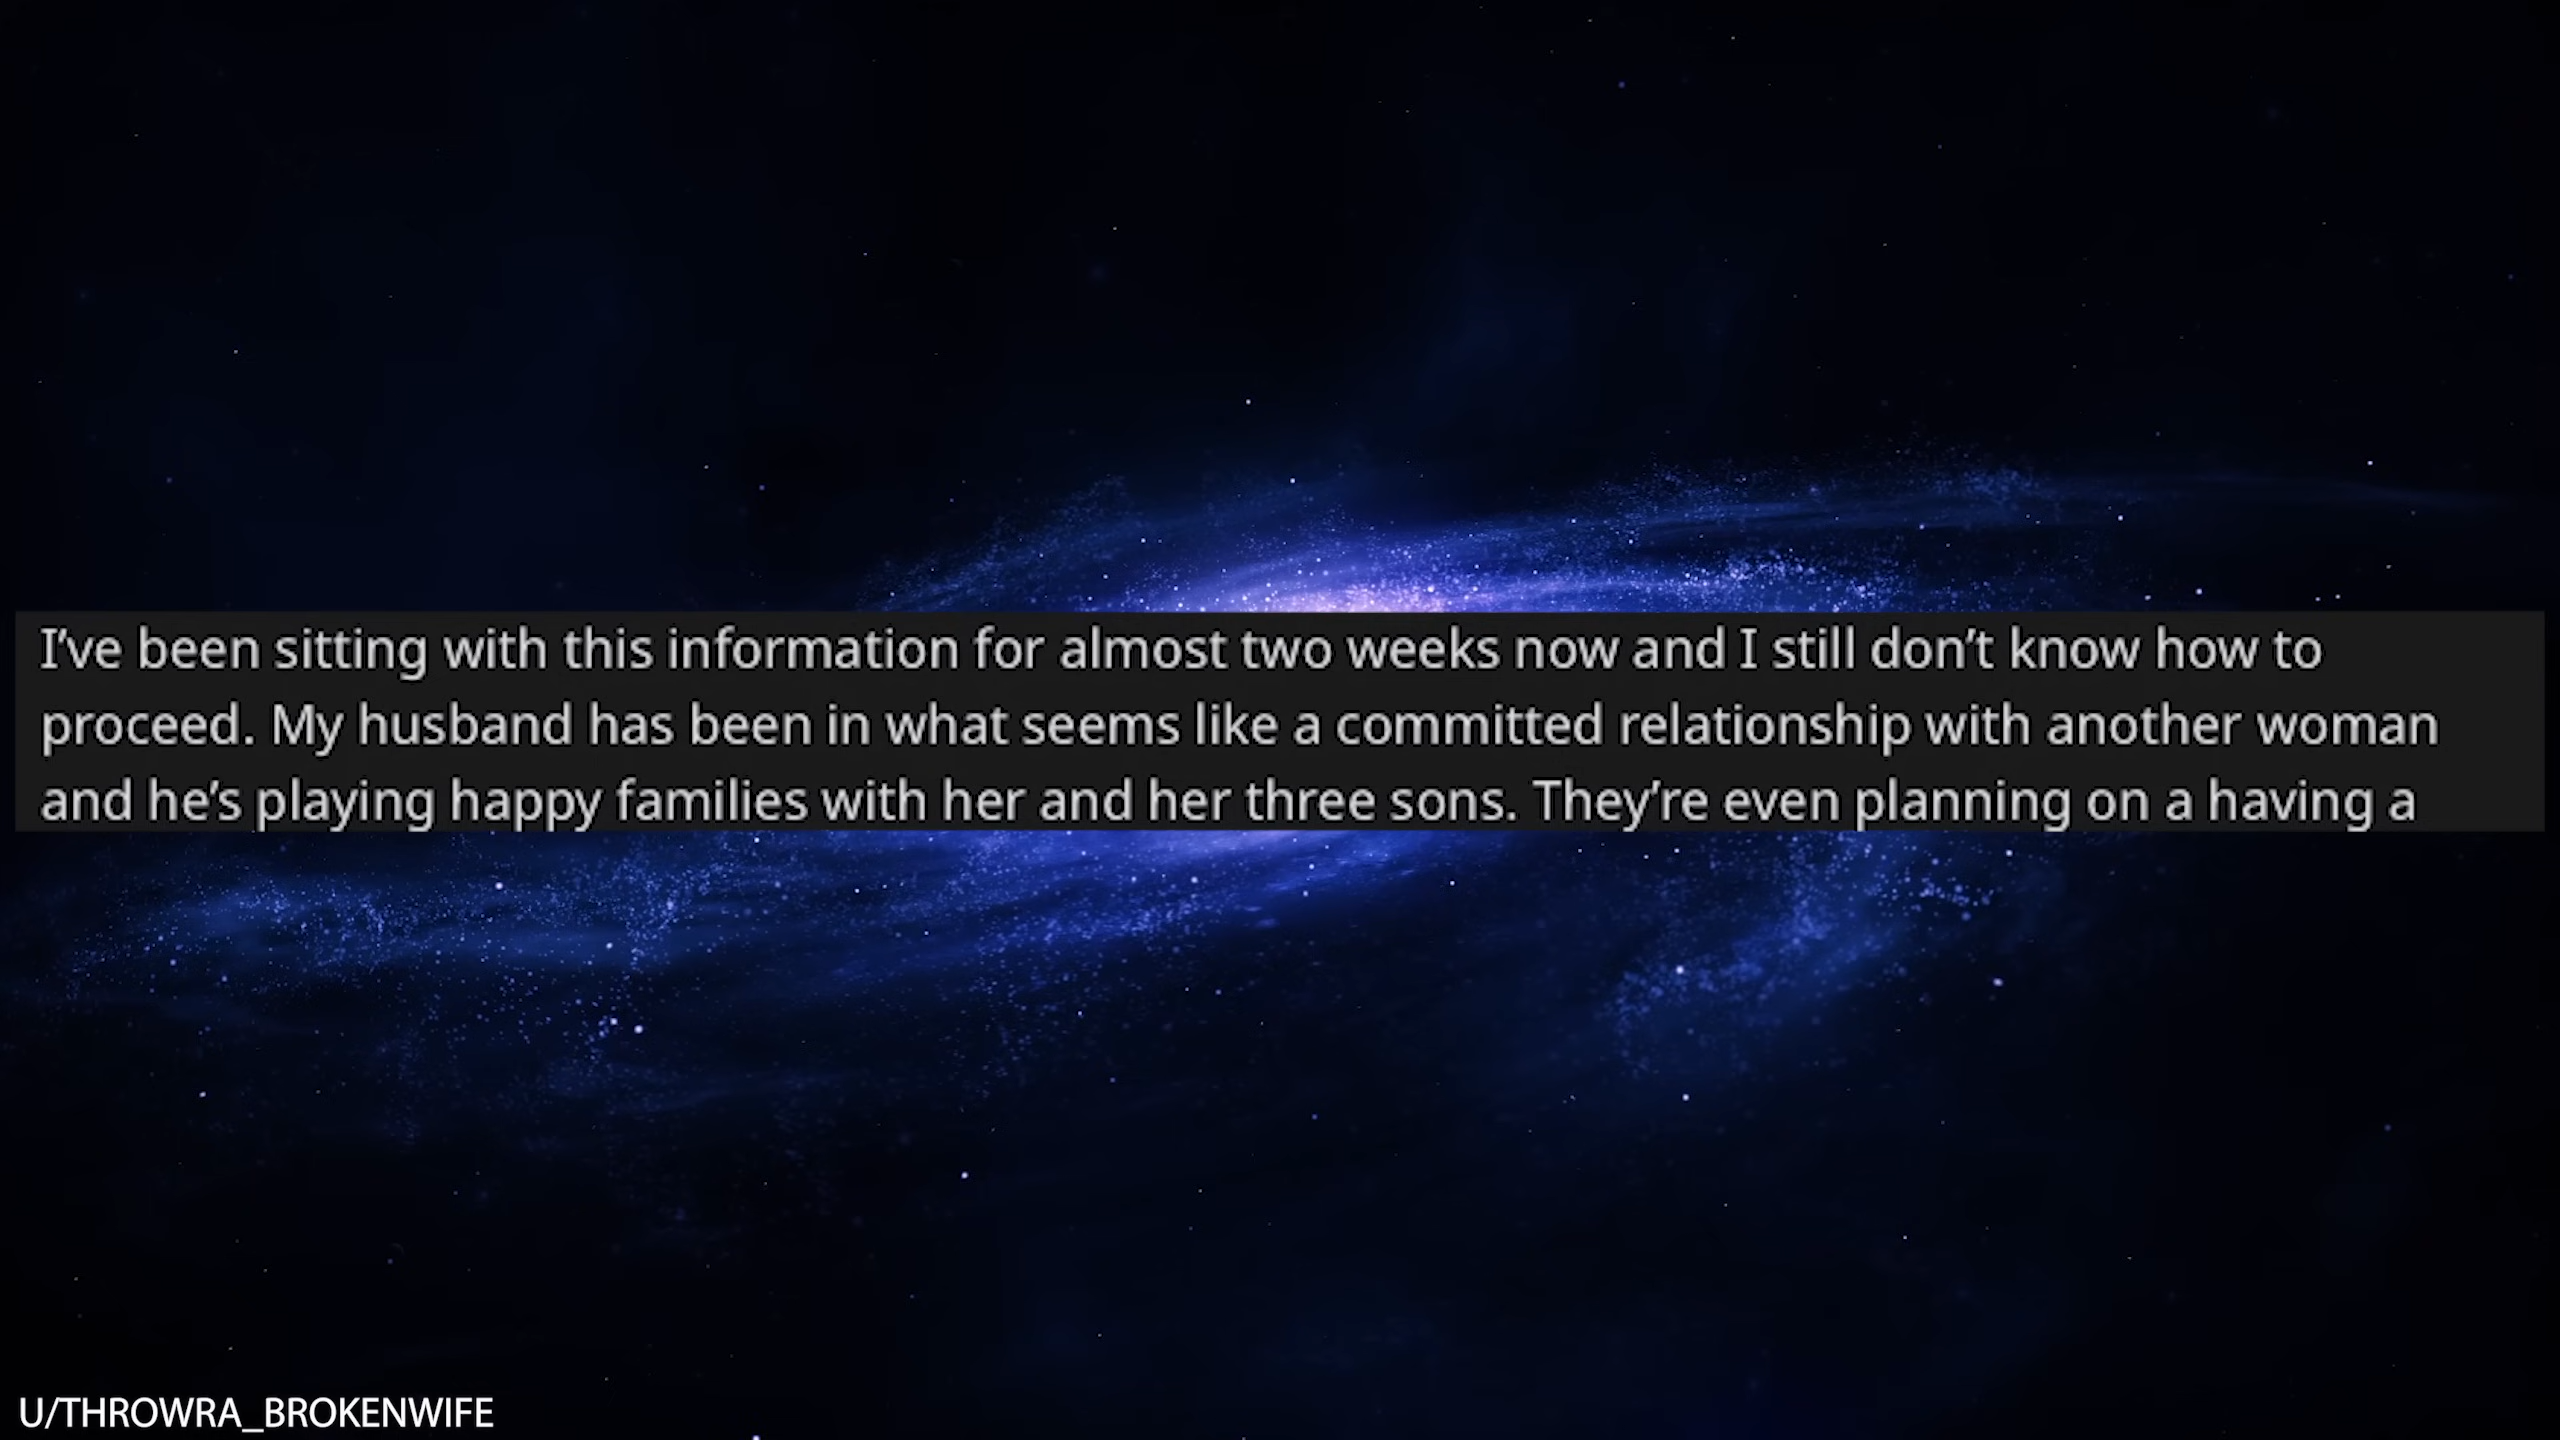 I’ve been sitting with this information for almost two weeks now and I still don’t know how to
proceed. My husband has been in what seems like a committed relationship with another woman
and he’s playing happy families with her and her three sons. They’re even planning on a having a
U/THROWRA_BROKENWIFE